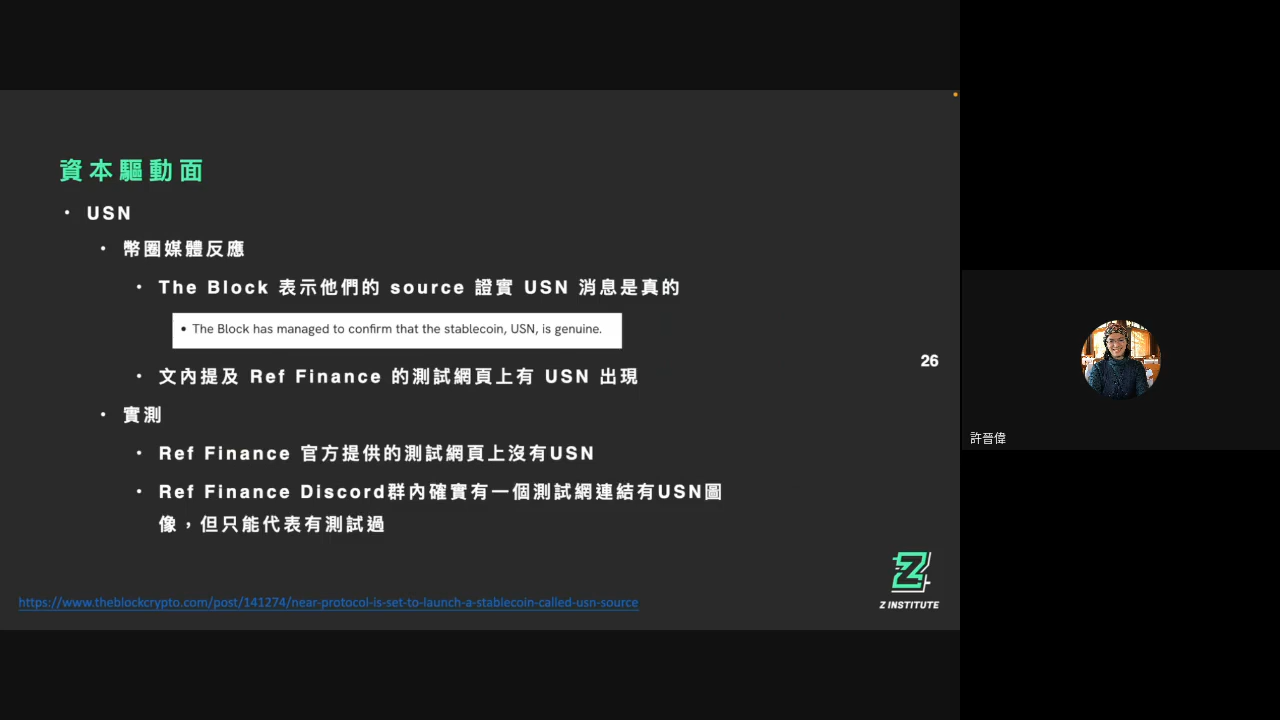 資本驅動面
• USN
• 幣圈媒體反應
• The Block 表示他們的 source 證實 USN 消息是真的
• The Block has managed to confirm that the stablecoin, USN, is genuine.
• 文內提及 Ref Finance 的測試網頁上有 USN 出現
• 實測
• Ref Finance 官方提供的測試網頁上沒有USN
• Ref Finance Discord群內確實有一個測試網連結有USN圖
像，但只能代表有測試過
26
Z INSTITUTE
https://www.theblockcrypto.com/post/141274/near-protocol-is-set-to-launch-a-stablecoin-called-usn-source
許晉偉